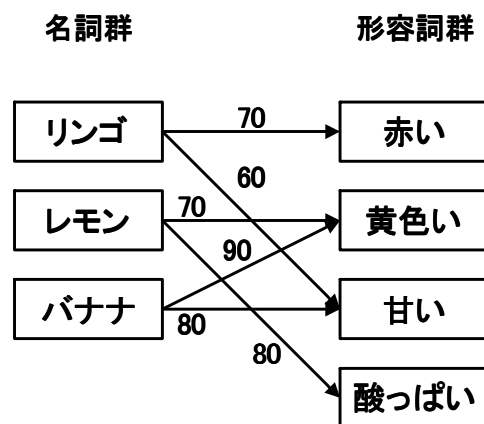 名詞群 形容詞群
リンゴ 70 赤い
60
レモン 70 黄色い
90
バナナ 80 甘い
80
酸っぱい